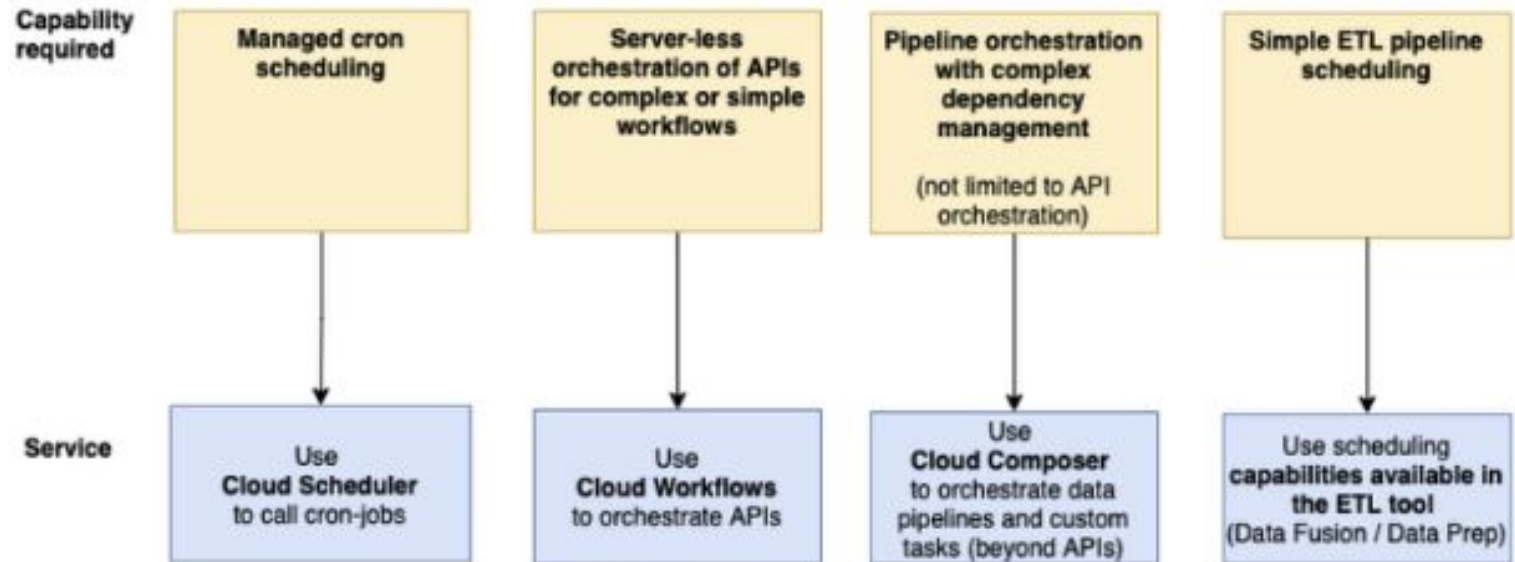 Capability
required
Managed cron
scheduling
Server-less
orchestration of APIs
for complex or simple
workflows
Pipeline orchestration
with complex
dependency
management
(not limited to API
orchestration)
Simple ETL pipeline
scheduling
Service
Use
Cloud Scheduler
to call cron-jobs
Use
Cloud Workflows
to orchestrate APIs
Use
Cloud Composer
to orchestrate data
pipelines and custom
tasks (beyond APIs)
Use scheduling
capabilities available in
the ETL tool
(Data Fusion / Data Prep)